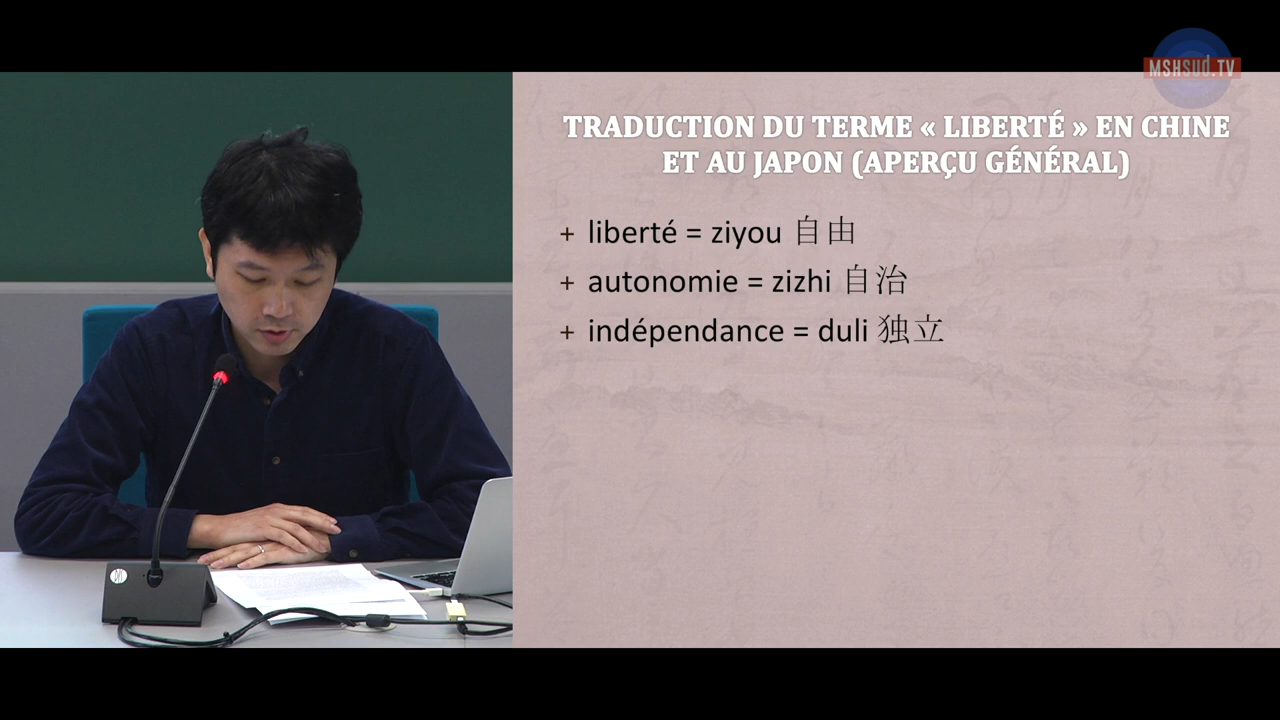 MSHSUD.TV
TRADUCTION DU TERME « LIBERTÉ » EN CHINE
ET AU JAPON (APERÇU GÉNÉRAL)
+ liberté = ziyou 自由
+ autonomie = zizhi 自治
+ indépendance = duli 独立